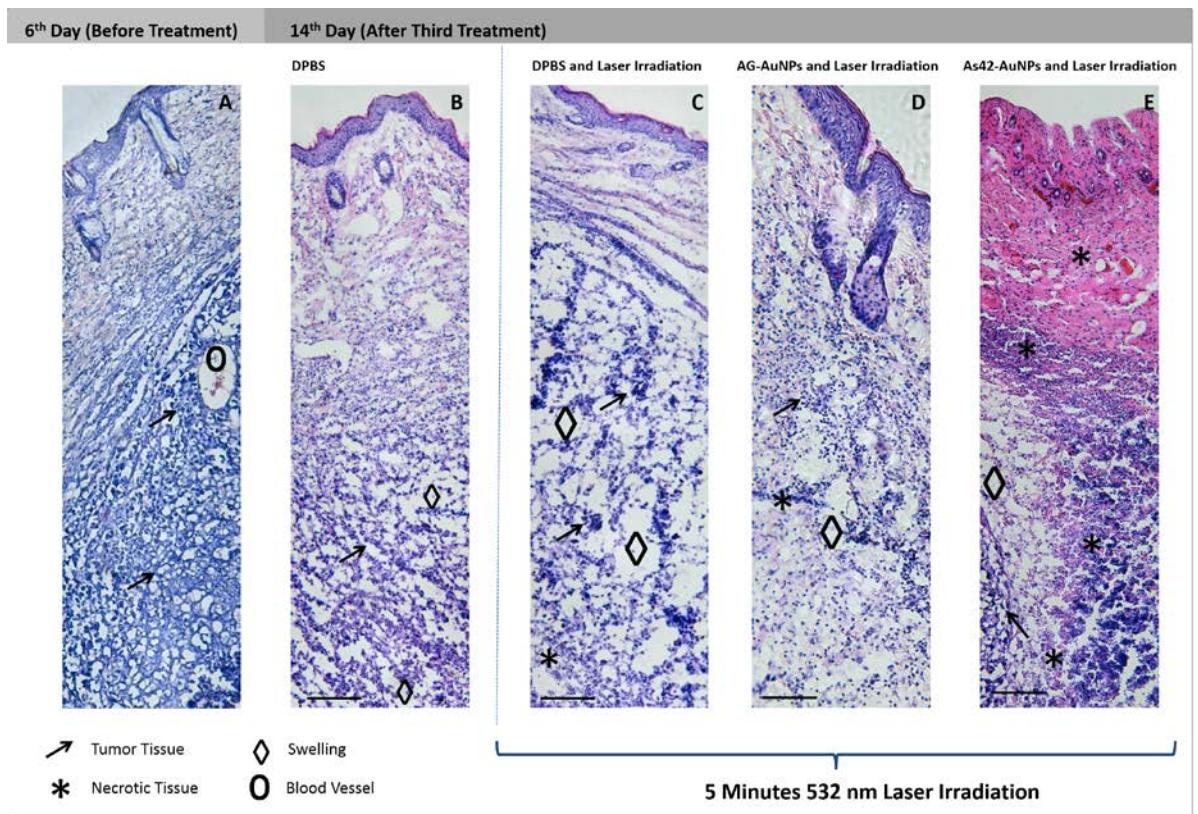 6th Day (Before Treatment)
14th Day (After Third Treatment)
DPBS
DPBS and Laser Irradiation
AG-AuNPs and Laser Irradiation
As42-AuNPs and Laser Irradiation
A
B
C
D
E
O
Tumor Tissue
Swelling
* Necrotic Tissue
O Blood Vessel
5 Minutes 532 nm Laser Irradiation